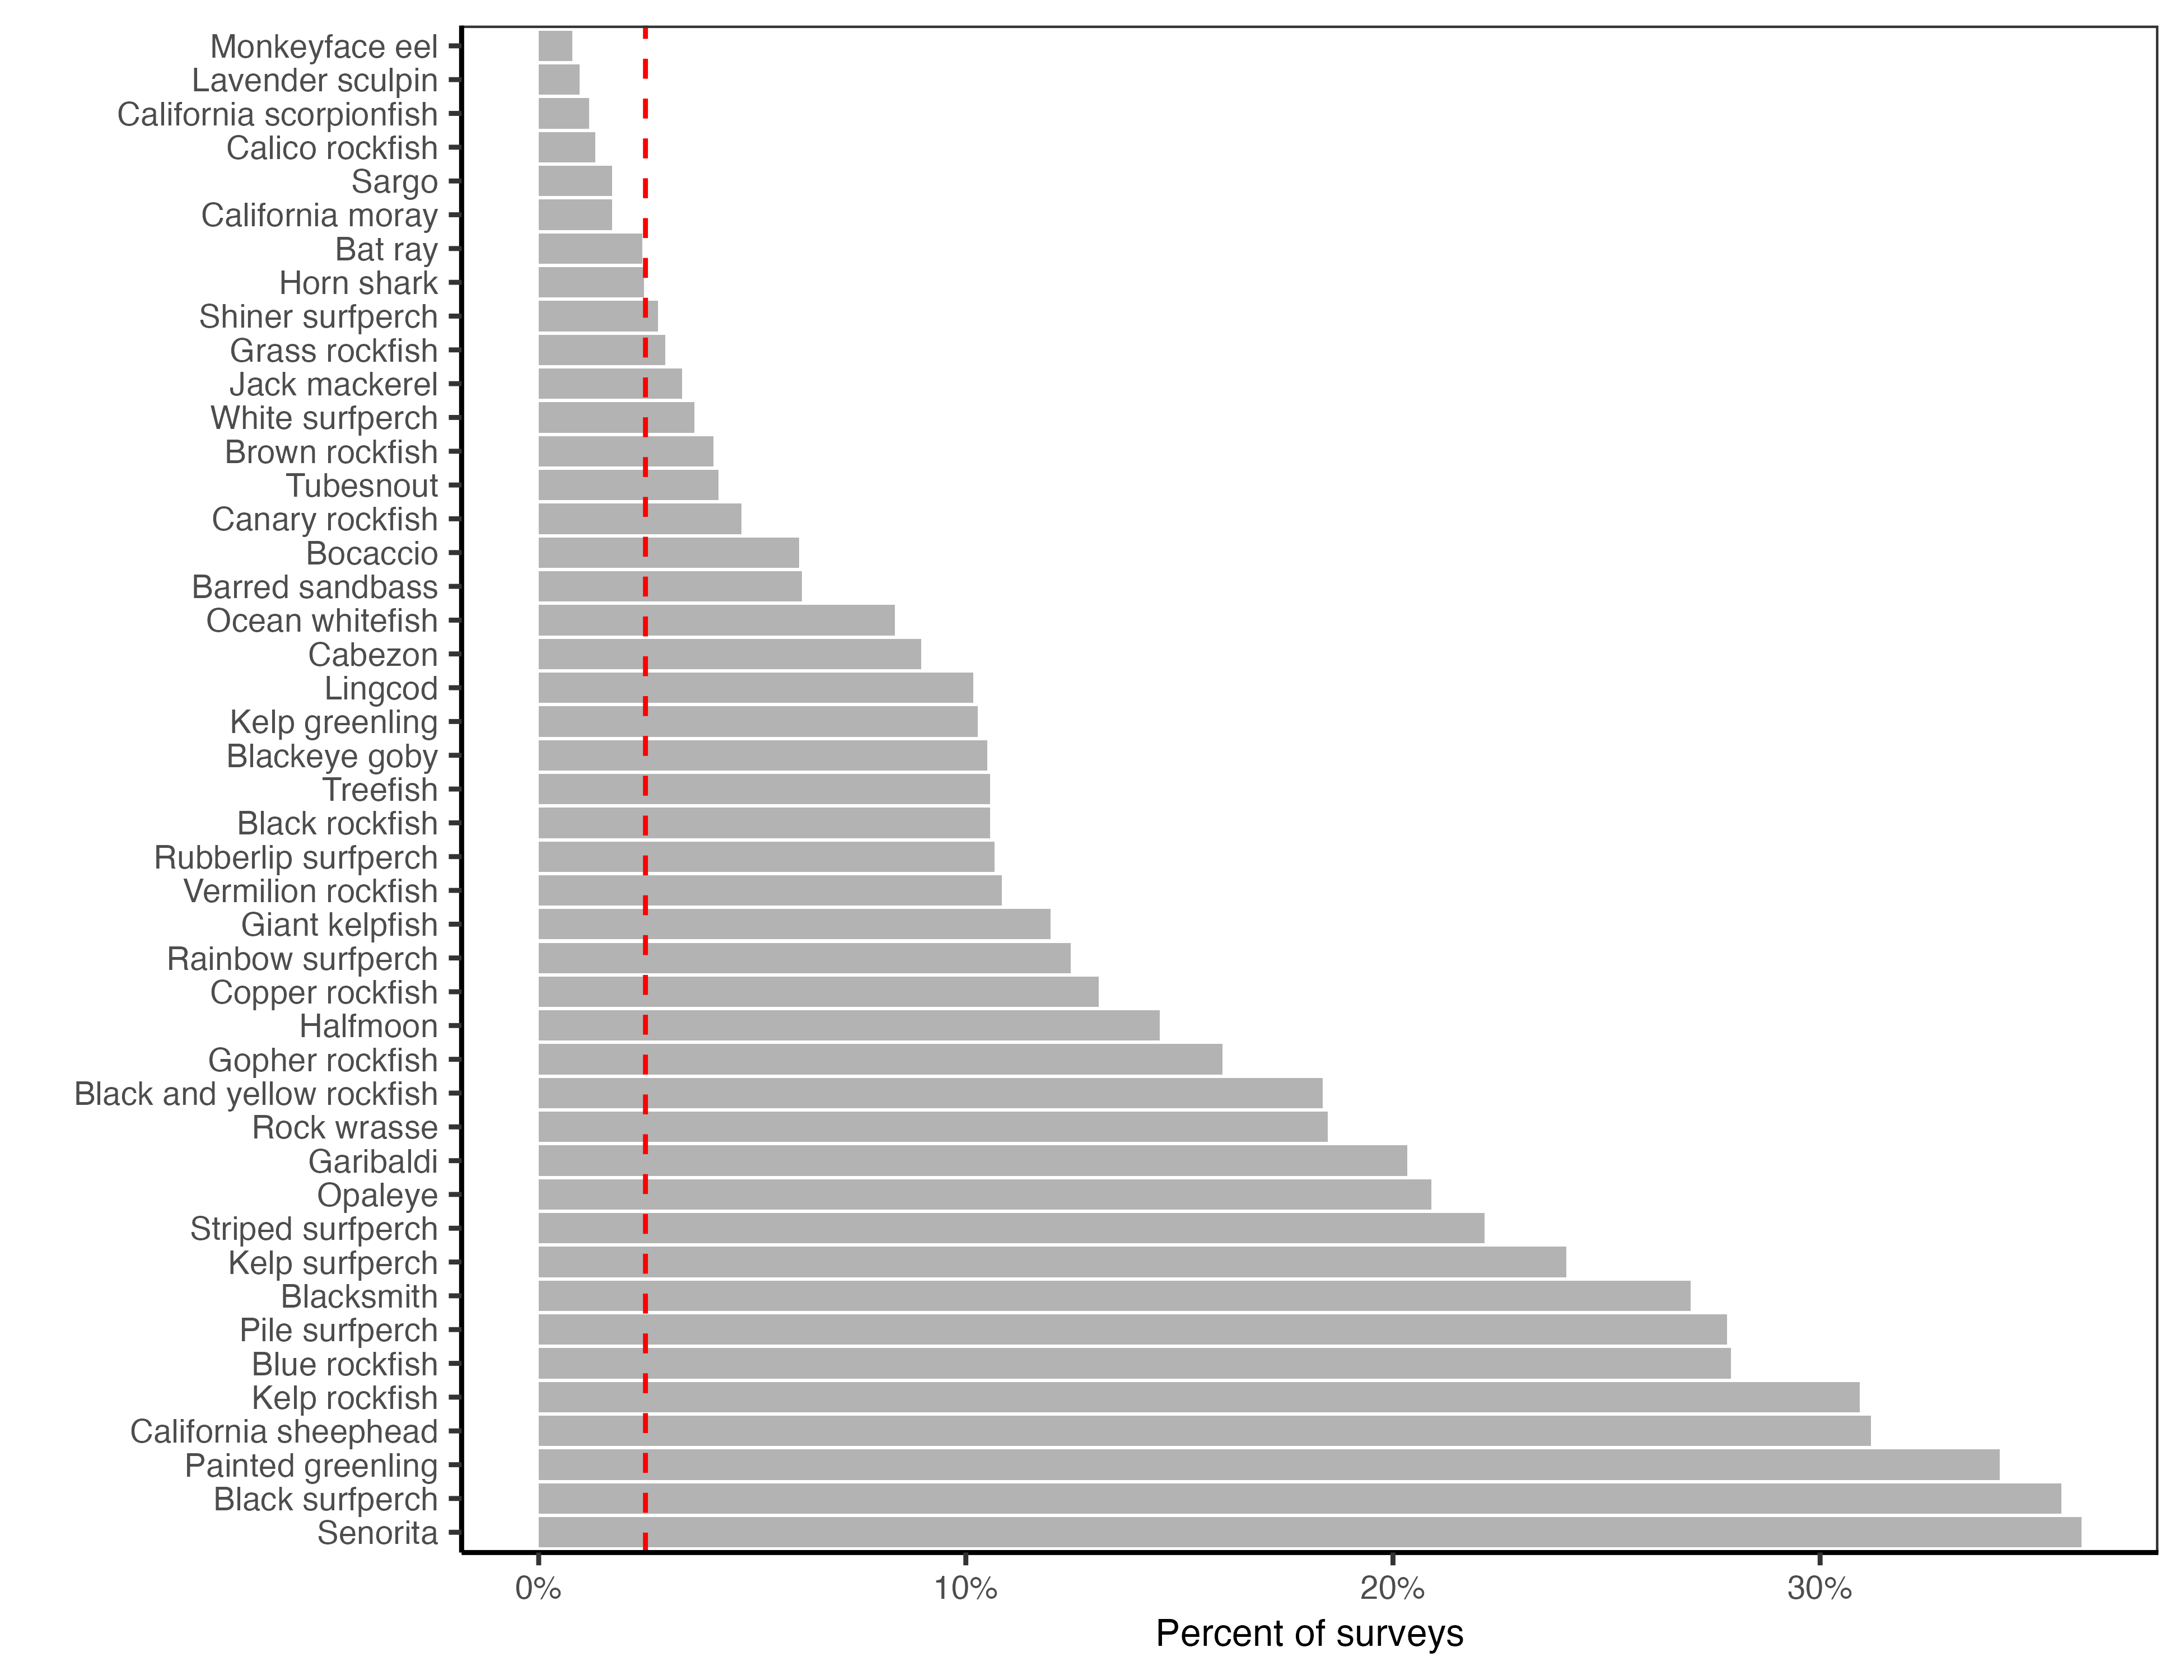 Monkeyface eel
Lavender sculpin
California scorpionfish
Calico rockfish
Sargo
California moray
Bat ray
Horn shark
Shiner surfperch
Grass rockfish
Jack mackerel
White surfperch
Brown rockfish
Tubesnout
Canary rockfish
Bocaccio
Barred sandbass
Ocean whitefish
Cabezon
Lingcod
Kelp greenling
Blackeye goby
Treefish
Black rockfish
Rubberlip surfperch
Vermilion rockfish
Giant kelpfish
Rainbow surfperch
Copper rockfish
Halfmoon
Gopher rockfish
Black and yellow rockfish
Rock wrasse
Garibaldi
Opaleye
Striped surfperch
Kelp surfperch
Blacksmith
Pile surfperch
Blue rockfish
Kelp rockfish
California sheephead
Painted greenling
Black surfperch
Senorita
0% 10% 20% 30%
Percent of surveys